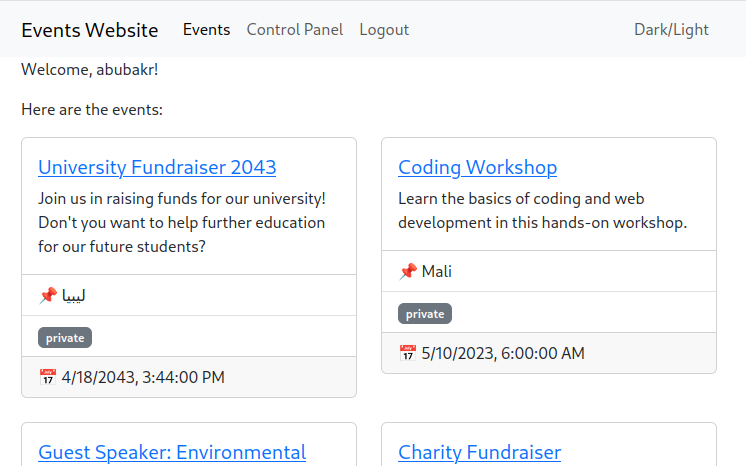 Events Website Events Control Panel Logout Dark/Light
Welcome, abubakr!
Here are the events:
University Fundraiser 2043
Join us in raising funds for our university!
Don't you want to help further education
for our future students?
📌 ليبيا
private
📅 4/18/2043, 3:44:00 PM
Coding Workshop
Learn the basics of coding and web
development in this hands-on workshop.
📌 Mali
private
📅 5/10/2023, 6:00:00 AM
Guest Speaker: Environmental
Charity Fundraiser